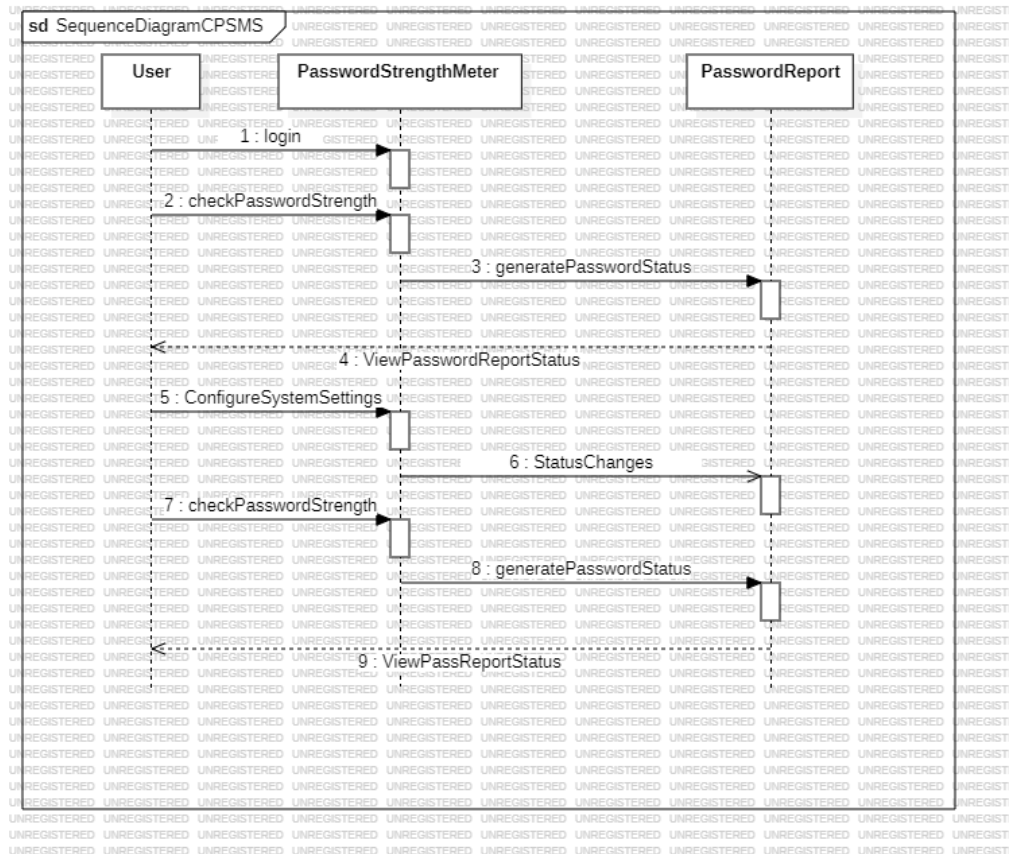 sd SequenceDiagramCPSMS
User
PasswordStrengthMeter
PasswordReport
1 : login
2 : checkPasswordStrength
3 : generatePasswordStatus
4 : ViewPasswordReportStatus
5 : ConfigureSystemSettings
6 : StatusChanges
7 : checkPasswordStrength
8 : generatePasswordStatus
9 : ViewPassReportStatus
UNREGISTERED